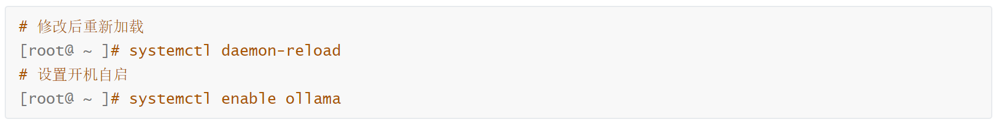 # 修改后重新加载
[root@ ~ ]# systemctl daemon-reload
# 设置开机自启
[root@ ~ ]# systemctl enable ollama